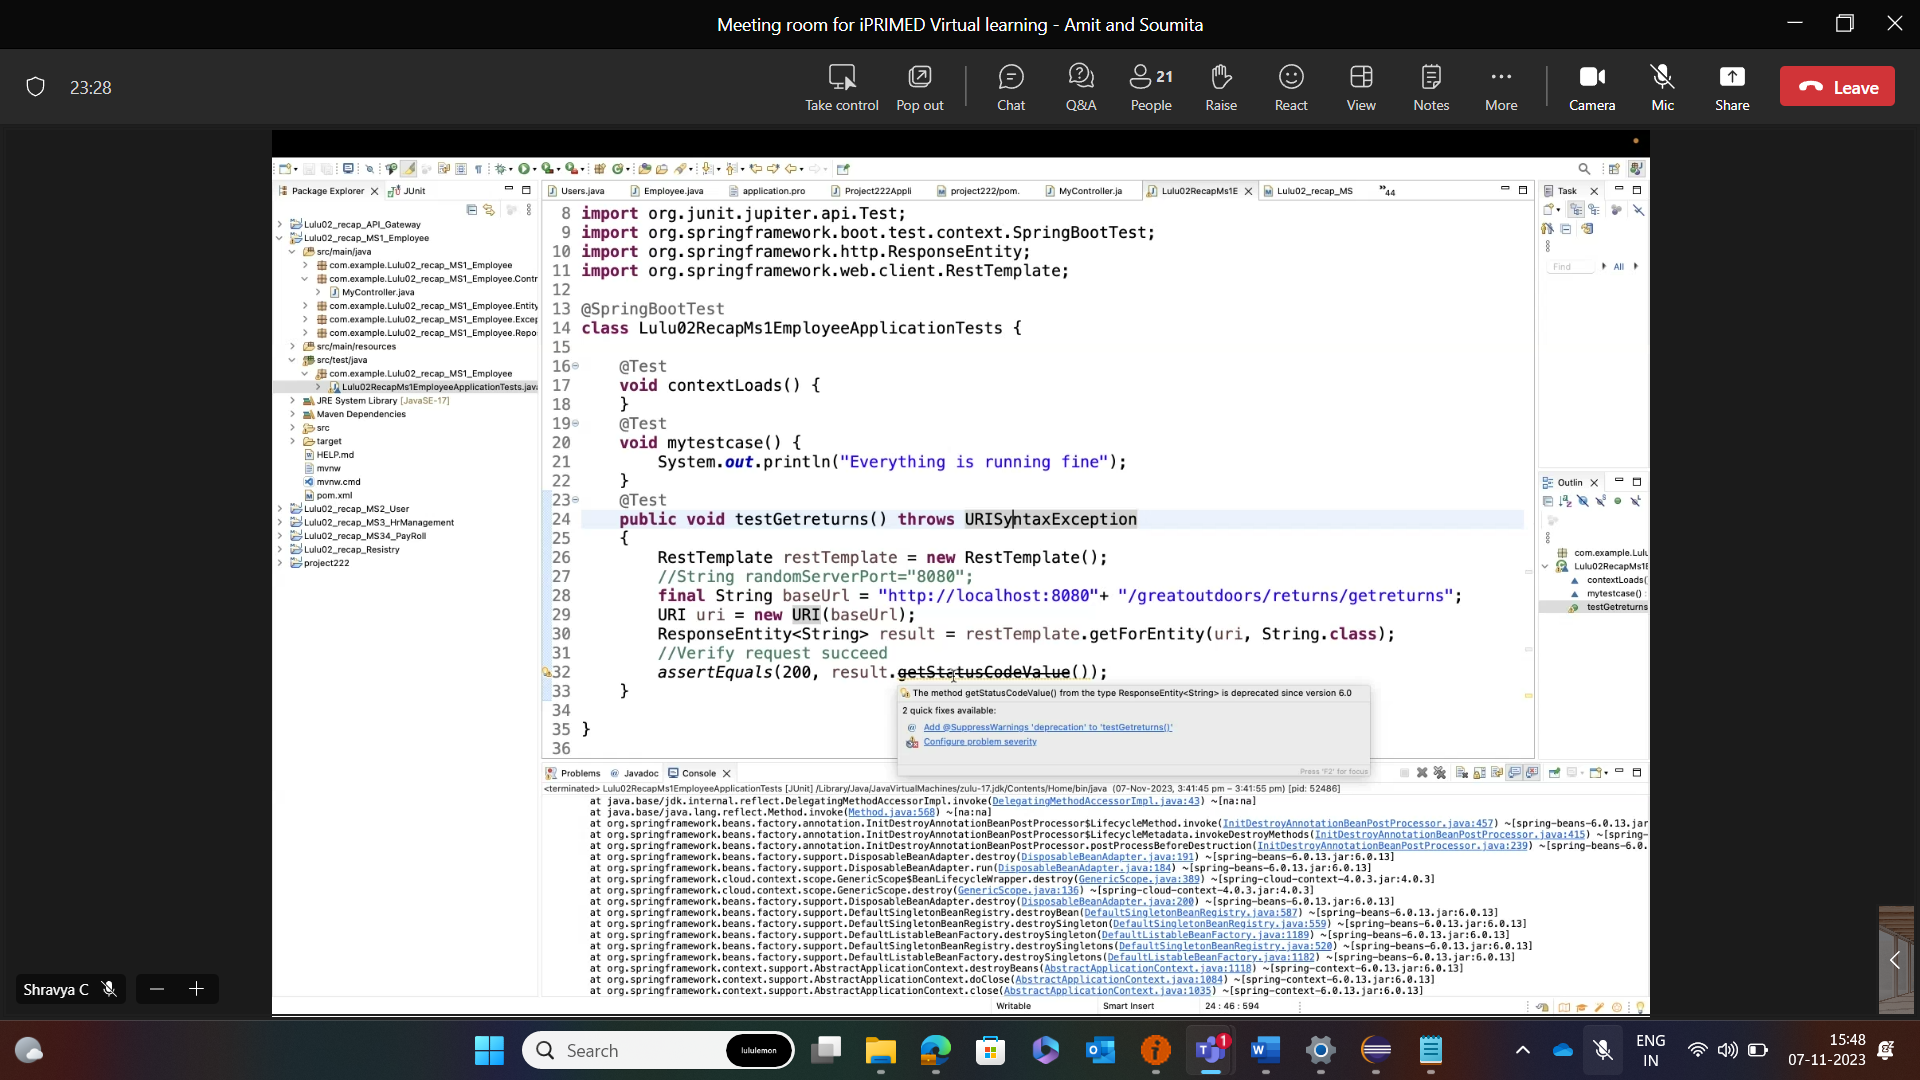 Meeting room for iPRIMED Virtual learning - Amit and Soumita
23:28
Take control
Pop out
Chat
Q&A
People
21
Raise
React
View
Notes
More
Camera
Mic
Share
Leave
Package Explorer
JUnit
Users.java
Employee.java
application.pro
Project222Appli
project222/pom.
MyController.ja
Lulu02RecapMs1E
Lulu02_recap_MS
»44
Task
Find
All
Lulu02_recap_API_Gateway
Lulu02_recap_MS1_Employee
src/main/java
com.example.Lulu02_recap_MS1_Employee
com.example.Lulu02_recap_MS1_Employee.Contr
MyController.java
com.example.Lulu02_recap_MS1_Employee.Entity
com.example.Lulu02_recap_MS1_Employee.Excep
com.example.Lulu02_recap_MS1_Employee.Repo
src/main/resources
src/test/java
com.example.Lulu02_recap_MS1_Employee
Lulu02RecapMs1EmployeeApplicationTests.java
JRE System Library [JavaSE-17]
Maven Dependencies
src
target
HELP.md
mvnw
mvnw.cmd
pom.xml
Lulu02_recap_MS2_User
Lulu02_recap_MS3_HrManagement
Lulu02_recap_MS34_PayRoll
Lulu02_recap_Registry
project222
8 import org.junit.jupiter.api.Test;
9 import org.springframework.boot.test.context.SpringBootTest;
10 import org.springframework.http.ResponseEntity;
11 import org.springframework.web.client.RestTemplate;
12
13 @SpringBootTest
14 class Lulu02RecapMs1EmployeeApplicationTests {
15
16 @Test
17 void contextLoads() {
18 }
19 @Test
20 void mytestcase() {
21 System.out.println("Everything is running fine");
22 }
23 @Test
24 public void testGetreturns() throws URISyntaxException
25 {
26 RestTemplate restTemplate = new RestTemplate();
27 //String randomServerPort="8080";
28 final String baseUrl = "http://localhost:8080"+ "/greatoutdoors/returns/getreturns";
29 URI uri = new URI(baseUrl);
30 ResponseEntity<String> result = restTemplate.getForEntity(uri, String.class);
31 //Verify request succeed
32 assertEquals(200, result.getStatusCodeValue());
33 }
34
35 }
36
The method getStatusCodeValue() from the type ResponseEntity<String> is deprecated since version 6.0
2 quick fixes available:
@ Add @SuppressWarnings 'deprecation' to 'testGetreturns()'
Configure problem severity
Press 'F2' for focus
Outlin
com.example.Lulu
Lulu02RecapMs1E
contextLoads(
mytestcase() :
testGetreturns
Problems
@ Javadoc
Console
<terminated> Lulu02RecapMs1EmployeeApplicationTests [JUnit] /Library/Java/JavaVirtualMachines/zulu-17.jdk/Contents/Home/bin/java (07-Nov-2023, 3:41:45 pm – 3:41:55 pm) [pid: 52486]
at java.base/jdk.internal.reflect.DelegatingMethodAccessorImpl.invoke(DelegatingMethodAccessorImpl.java:43) ~[na:na]
at java.base/java.lang.reflect.Method.invoke(Method.java:568) ~[na:na]
at org.springframework.beans.factory.annotation.InitDestroyAnnotationBeanPostProcessor$LifecycleMethod.invoke(InitDestroyAnnotationBeanPostProcessor.java:457) ~[spring-beans-6.0.13.jar
at org.springframework.beans.factory.annotation.InitDestroyAnnotationBeanPostProcessor$LifecycleMetadata.invokeDestroyMethods(InitDestroyAnnotationBeanPostProcessor.java:415) ~[spring-
at org.springframework.beans.factory.annotation.InitDestroyAnnotationBeanPostProcessor.postProcessBeforeDestruction(InitDestroyAnnotationBeanPostProcessor.java:239) ~[spring-beans-6.0.
at org.springframework.beans.factory.support.DisposableBeanAdapter.destroy(DisposableBeanAdapter.java:191) ~[spring-beans-6.0.13.jar:6.0.13]
at org.springframework.beans.factory.support.DisposableBeanAdapter.run(DisposableBeanAdapter.java:184) ~[spring-beans-6.0.13.jar:6.0.13]
at org.springframework.cloud.context.scope.GenericScope$BeanLifecycleWrapper.destroy(GenericScope.java:389) ~[spring-cloud-context-4.0.3.jar:4.0.3]
at org.springframework.cloud.context.scope.GenericScope.destroy(GenericScope.java:136) ~[spring-cloud-context-4.0.3.jar:4.0.3]
at org.springframework.beans.factory.support.DisposableBeanAdapter.destroy(DisposableBeanAdapter.java:200) ~[spring-beans-6.0.13.jar:6.0.13]
at org.springframework.beans.factory.support.DefaultSingletonBeanRegistry.destroyBean(DefaultSingletonBeanRegistry.java:587) ~[spring-beans-6.0.13.jar:6.0.13]
at org.springframework.beans.factory.support.DefaultSingletonBeanRegistry.destroySingleton(DefaultSingletonBeanRegistry.java:559) ~[spring-beans-6.0.13.jar:6.0.13]
at org.springframework.beans.factory.support.DefaultListableBeanFactory.destroySingleton(DefaultListableBeanFactory.java:1189) ~[spring-beans-6.0.13.jar:6.0.13]
at org.springframework.beans.factory.support.DefaultSingletonBeanRegistry.destroySingletons(DefaultSingletonBeanRegistry.java:520) ~[spring-beans-6.0.13.jar:6.0.13]
at org.springframework.beans.factory.support.DefaultListableBeanFactory.destroySingletons(DefaultListableBeanFactory.java:1182) ~[spring-beans-6.0.13.jar:6.0.13]
at org.springframework.context.support.AbstractApplicationContext.destroyBeans(AbstractApplicationContext.java:1118) ~[spring-context-6.0.13.jar:6.0.13]
at org.springframework.context.support.AbstractApplicationContext.doClose(AbstractApplicationContext.java:1084) ~[spring-context-6.0.13.jar:6.0.13]
at org.springframework.context.support.AbstractApplicationContext.close(AbstractApplicationContext.java:1035) ~[spring-context-6.0.13.jar:6.0.13]
Writable
Smart Insert
24 : 46 : 594
Shravya C
Search
lululemon
1
ENG
IN
15:48
07-11-2023